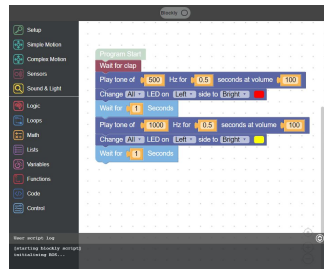 Blockly
Setup
Simple Motion
Complex Motion
Sensors
Sound & Light
Logic
Loops
Math
Lists
Variables
Functions
Code
Control
Program Start
Wait for clap
Play tone of 500 Hz for 0.5 seconds at volume 100
Change All LED on Left side to Bright
Wait for 1 Seconds
Play tone of 1000 Hz for 0.5 seconds at volume 100
Change All LED on Left side to Bright
Wait for 1 Seconds
User script log
[starting blockly script]
initialising ROS...